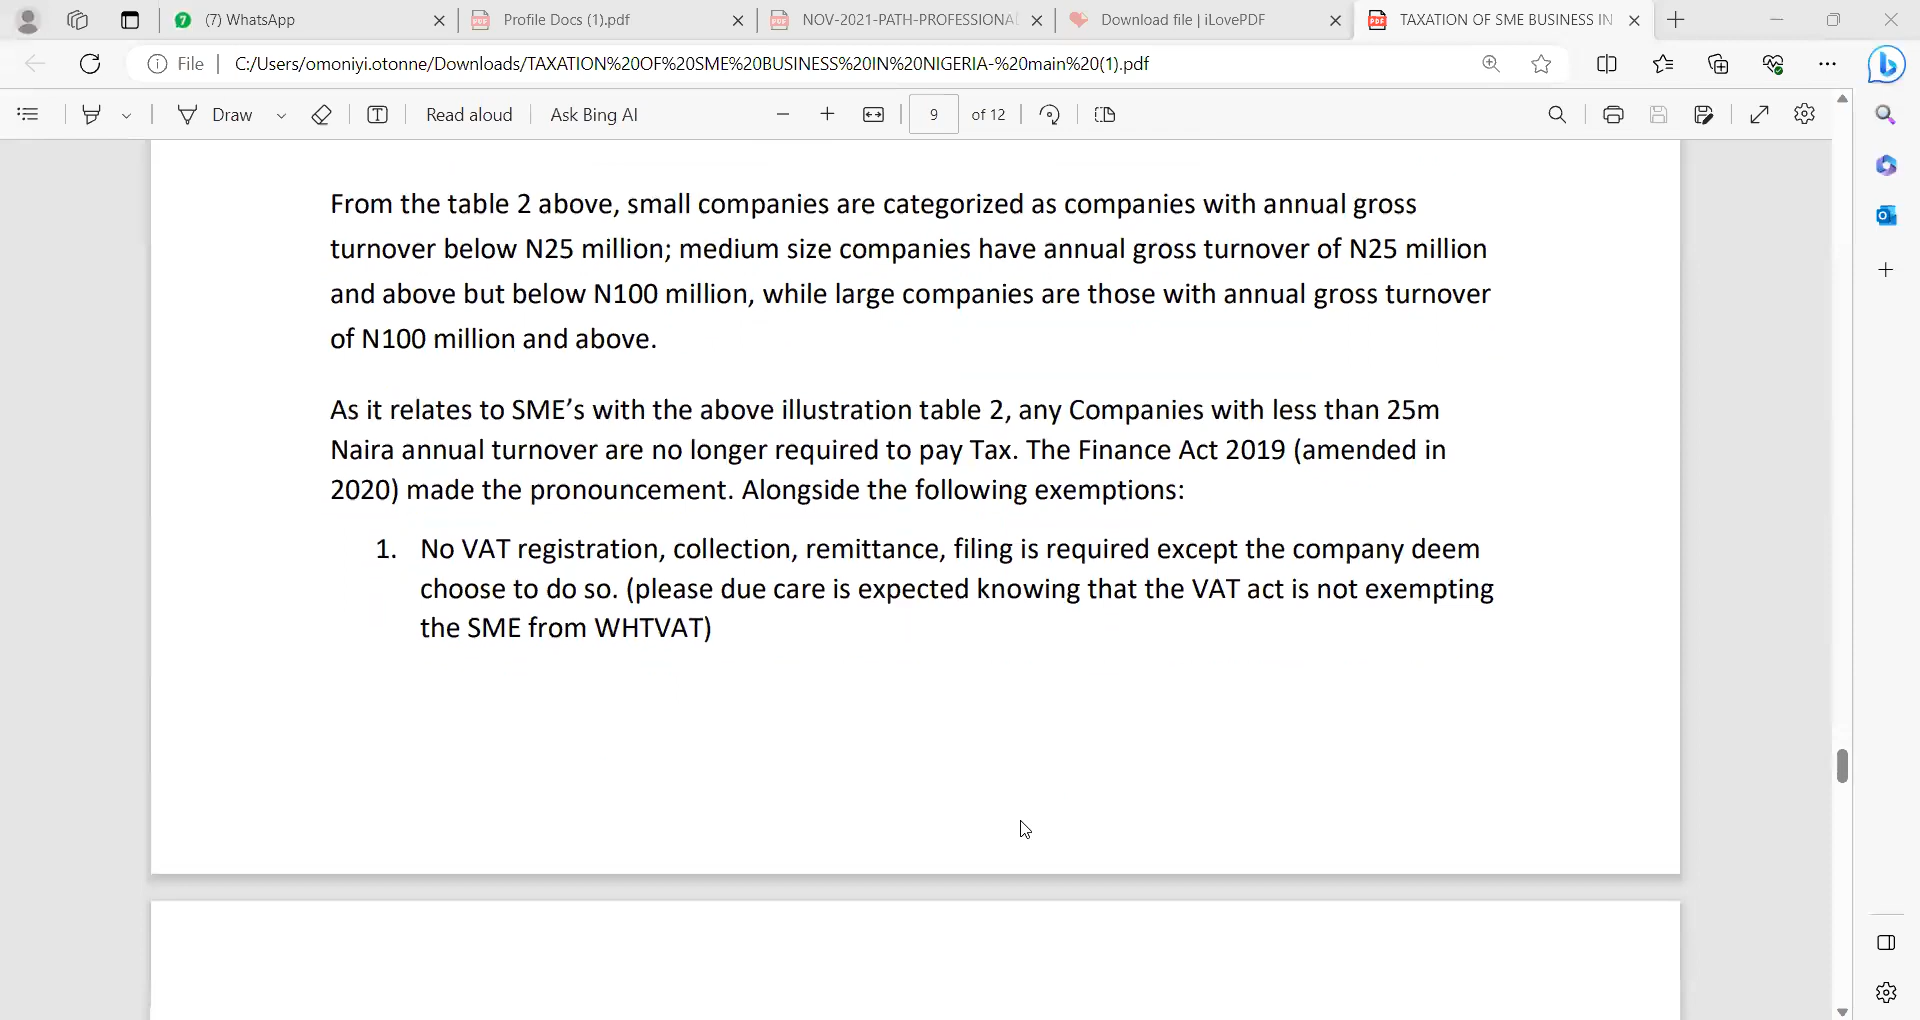 (7) WhatsApp
Profile Docs (1).pdf
NOV-2021-PATH-PROFESSIONA
Download file | iLovePDF
TAXATION OF SME BUSINESS IN
File
C:/Users/omoniyi.otonne/Downloads/TAXATION%20OF%20SME%20BUSINESS%20IN%20NIGERIA-%20main%20(1).pdf
Draw
Read aloud
Ask Bing AI
9
of 12
From the table 2 above, small companies are categorized as companies with annual gross
turnover below N25 million; medium size companies have annual gross turnover of N25 million
and above but below N100 million, while large companies are those with annual gross turnover
of N100 million and above.
As it relates to SME’s with the above illustration table 2, any Companies with less than 25m
Naira annual turnover are no longer required to pay Tax. The Finance Act 2019 (amended in
2020) made the pronouncement. Alongside the following exemptions:
1. No VAT registration, collection, remittance, filing is required except the company deem
choose to do so. (please due care is expected knowing that the VAT act is not exempting
the SME from WHTVAT)